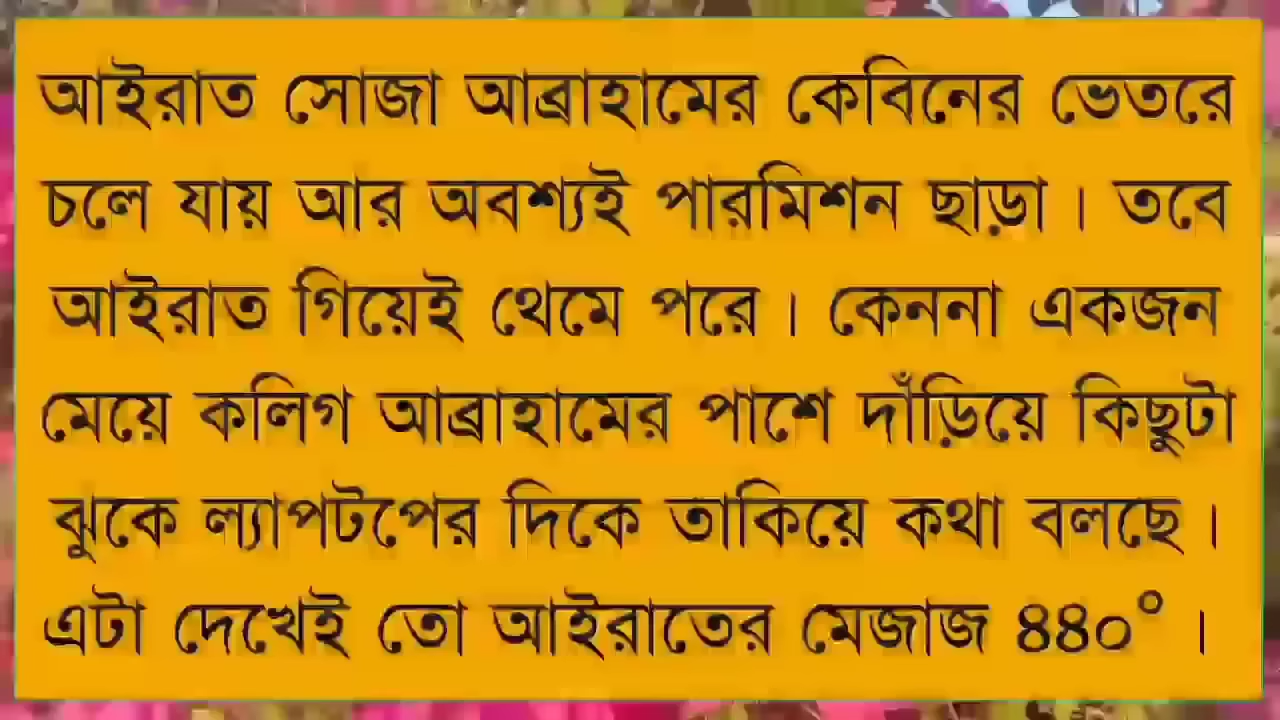 আইরাত সোজা আব্রাহামের কেবিনের ভেতরে
চলে যায় আর অবশ্যই পারমিশন ছাড়া। তবে
আইরাত গিয়েই থেমে পরে। কেননা একজন
মেয়ে কলিগ আব্রাহামের পাশে দাঁড়িয়ে কিছুটা
ঝুকে ল্যাপটপের দিকে তাকিয়ে কথা বলছে।
এটা দেখেই তো আইরাতের মেজাজ ৪৪০°।